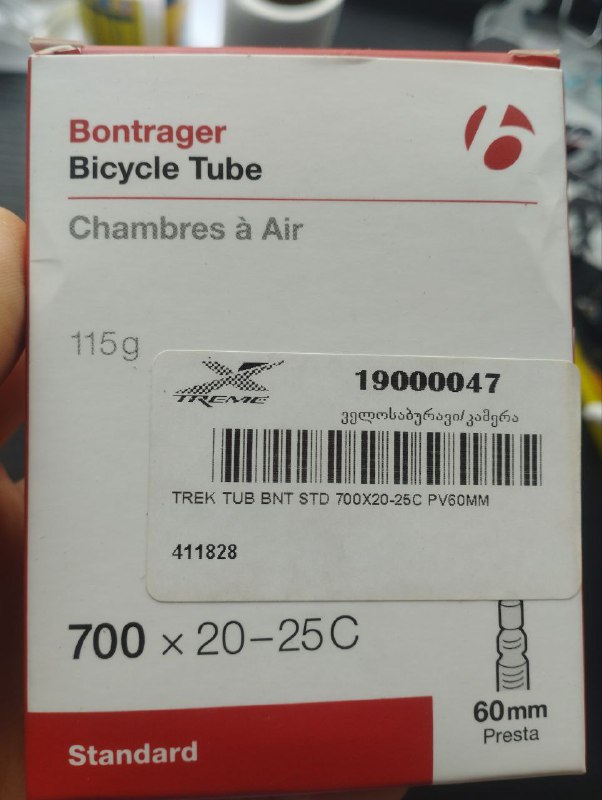 Bontrager
Bicycle Tube
Chambres à Air
115g
XTREME
19000047
ველოსაბურავი/კამერა
TREK TUB BNT STD 700X20-25C PV60MM
411828
700 x 20-25C
60mm
Presta
Standard